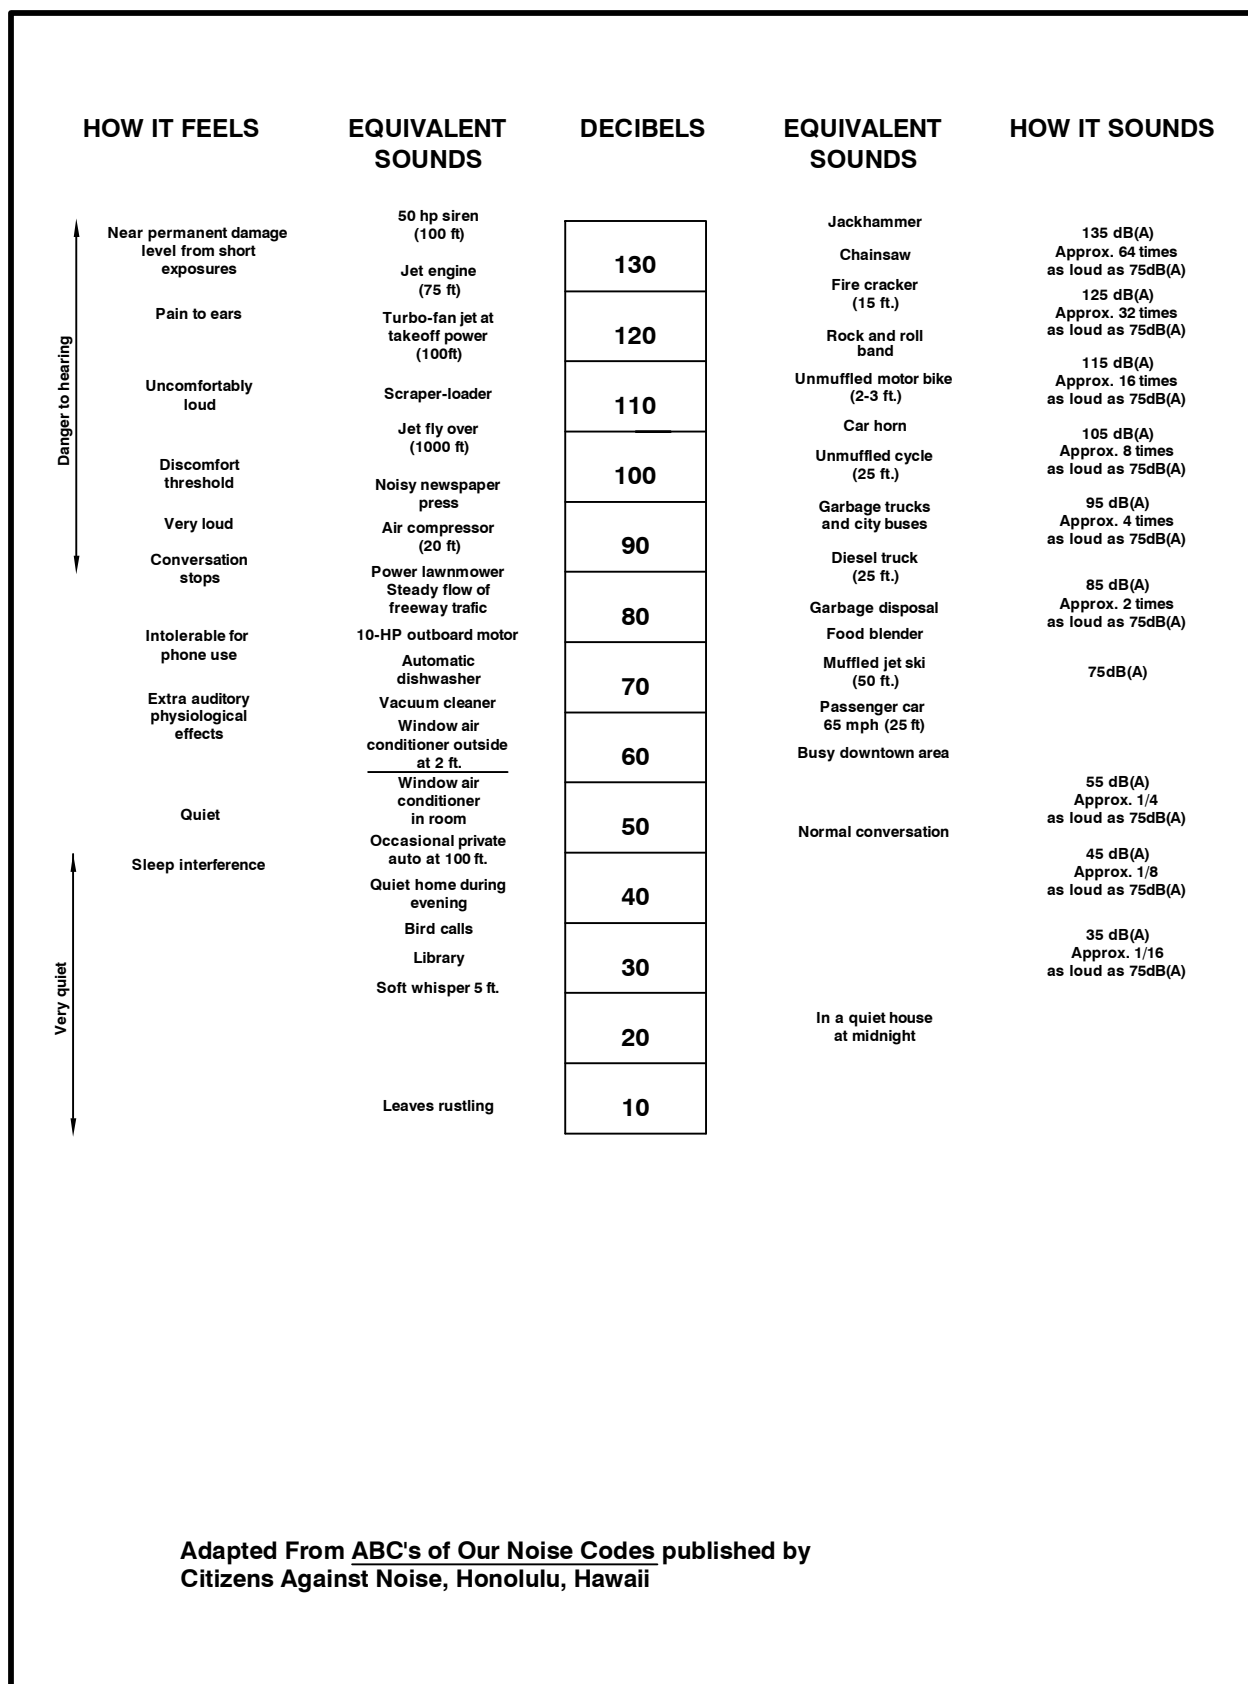 HOW IT FEELS
EQUIVALENT
SOUNDS
DECIBELS
EQUIVALENT
SOUNDS
HOW IT SOUNDS
Danger to hearing
Very quiet
Near permanent damage
level from short
exposures
Pain to ears
Uncomfortably
loud
Discomfort
threshold
Very loud
Conversation
stops
Intolerable for
phone use
Extra auditory
physiological
effects
Quiet
Sleep interference
50 hp siren
(100 ft)
Jet engine
(75 ft)
Turbo-fan jet at
takeoff power
(100ft)
Scraper-loader
Jet fly over
(1000 ft)
Noisy newspaper
press
Air compressor
(20 ft)
Power lawnmower
Steady flow of
freeway trafic
10-HP outboard motor
Automatic
dishwasher
Vacuum cleaner
Window air
conditioner outside
at 2 ft.
Window air
conditioner
in room
Occasional private
auto at 100 ft.
Quiet home during
evening
Bird calls
Library
Soft whisper 5 ft.
Leaves rustling
130
120
110
100
90
80
70
60
50
40
30
20
10
Jackhammer
Chainsaw
Fire cracker
(15 ft.)
Rock and roll
band
Unmuffled motor bike
(2-3 ft.)
Car horn
Unmuffled cycle
(25 ft.)
Garbage trucks
and city buses
Diesel truck
(25 ft.)
Garbage disposal
Food blender
Muffled jet ski
(50 ft.)
Passenger car
65 mph (25 ft)
Busy downtown area
Normal conversation
In a quiet house
at midnight
135 dB(A)
Approx. 64 times
as loud as 75dB(A)
125 dB(A)
Approx. 32 times
as loud as 75dB(A)
115 dB(A)
Approx. 16 times
as loud as 75dB(A)
105 dB(A)
Approx. 8 times
as loud as 75dB(A)
95 dB(A)
Approx. 4 times
as loud as 75dB(A)
85 dB(A)
Approx. 2 times
as loud as 75dB(A)
75dB(A)
55 dB(A)
Approx. 1/4
as loud as 75dB(A)
45 dB(A)
Approx. 1/8
as loud as 75dB(A)
35 dB(A)
Approx. 1/16
as loud as 75dB(A)
Adapted From ABC's of Our Noise Codes published by
Citizens Against Noise, Honolulu, Hawaii